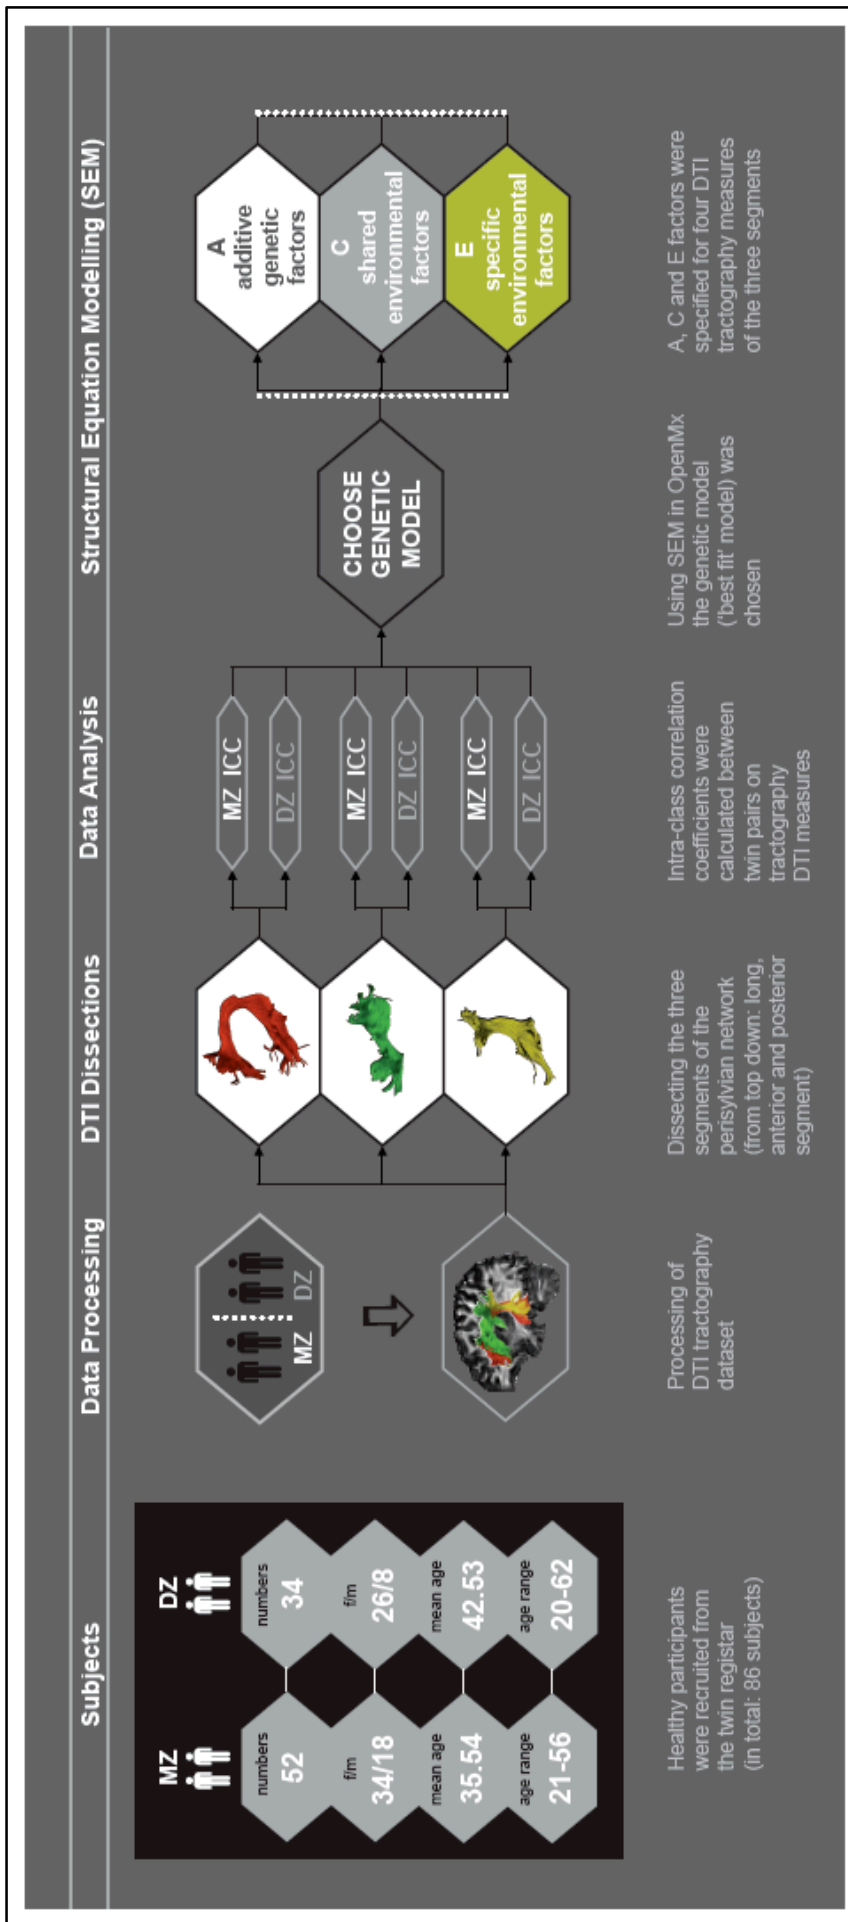 Subjects
Data Processing
DTI Dissections
Data Analysis
Structural Equation Modelling (SEM)
MZ
DZ
numbers
52
numbers
34
f/m
34/18
f/m
26/8
mean age
35.54
mean age
42.53
age range
21-56
age range
20-62
MZ
DZ
MZ ICC
DZ ICC
MZ ICC
DZ ICC
MZ ICC
DZ ICC
CHOOSE
GENETIC
MODEL
A
additive
genetic
factors
C
shared
environmental
factors
E
specific
environmental
factors
Healthy participants
were recruited from
the twin registar
(in total: 86 subjects)
Processing of
DTI tractography
dataset
Dissecting the three
segments of the
perisylvian network
(from top down: long,
anterior and posterior
segment)
Intra-class correlation
coefficients were
calculated between
twin pairs on
tractography
DTI measures
Using SEM in OpenMx
the genetic model
('best fit' model) was
chosen
A, C and E factors were
specified for four DTI
tractography measures
of the three segments